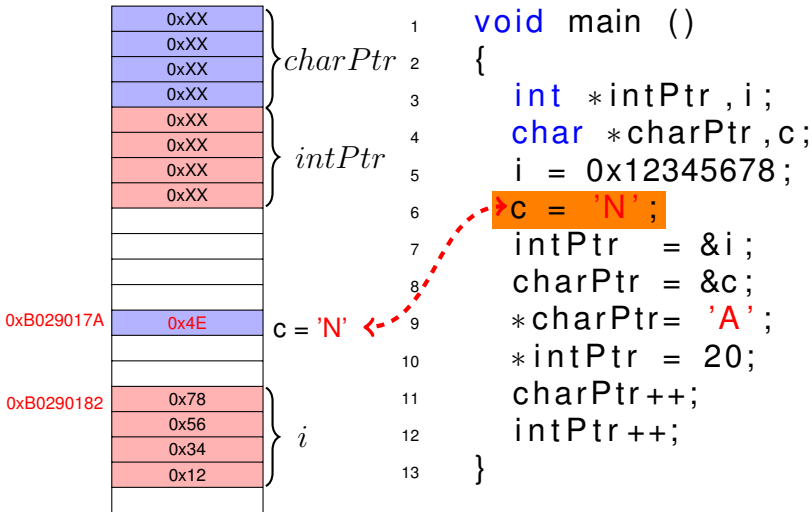 0xXX
0xXX
0xXX
0xXX
charPtr
0xXX
0xXX
0xXX
0xXX
intPtr
0xB029017A 0x4E c = 'N'
0xB0290182 0x78
0x56
0x34
0x12
i
1 void main ()
2 {
3 int *intPtr ,i;
4 char *charPtr ,c;
5 i = 0x12345678;
6 c = 'N';
7 intPtr = &i;
8 charPtr = &c;
9 *charPtr= 'A';
10 *intPtr = 20;
11 charPtr++;
12 intPtr++;
13 }